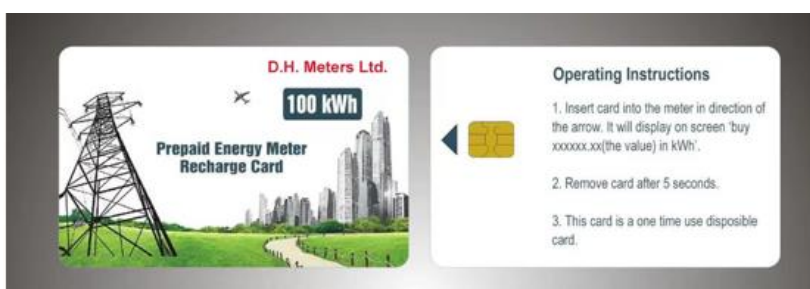 D.H. Meters Ltd.
100 kWh
Prepaid Energy Meter
Recharge Card
Operating Instructions
1. Insert card into the meter in direction of
the arrow. It will display on screen 'buy
xxxxxx.xx(the value) in kWh'.
2. Remove card after 5 seconds.
3. This card is a one time use disposible
card.